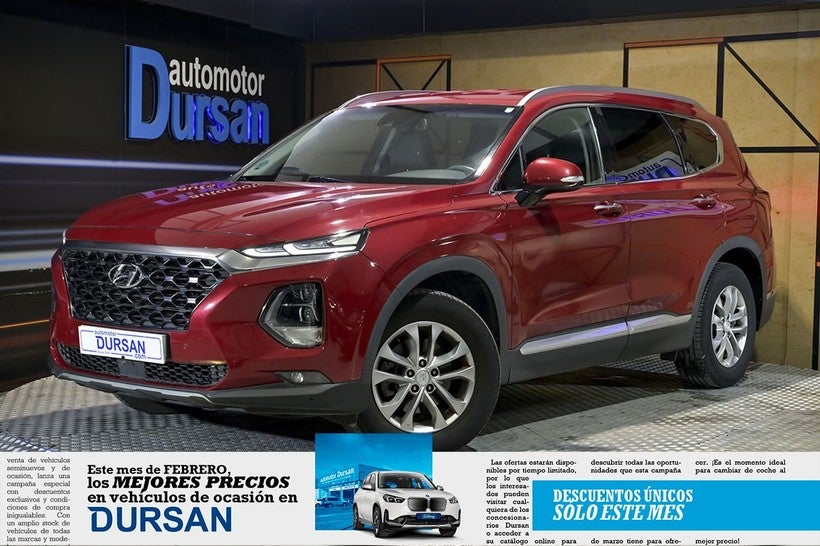 automotor
Dursan
automotor
DURSAN
.com
venta de vehículos
seminuevos y de
ocasión, lanza una
campaña especial
con descuentos
exclusivos y condi-
ciones de compra
inigualables. Con
un amplio stock de
vehículos de todas
las marcas y mode-
Este mes de FEBRERO,
los MEJORES PRECIOS
en vehículos de ocasión en
DURSAN
automotor Dursan
Las ofertas estarán dispo-
nibles por tiempo limitado,
por lo que
los interesa-
dos pueden
visitar cual-
quiera de los
concesiona-
rios Dursan
o acceder a
su catálogo online para
descubrir todas las oportu-
nidades que esta campaña
de marzo tiene para ofre-
cer. ¡Es el momento ideal
para cambiar de coche al
mejor precio!
DESCUENTOS ÚNICOS
SOLO ESTE MES